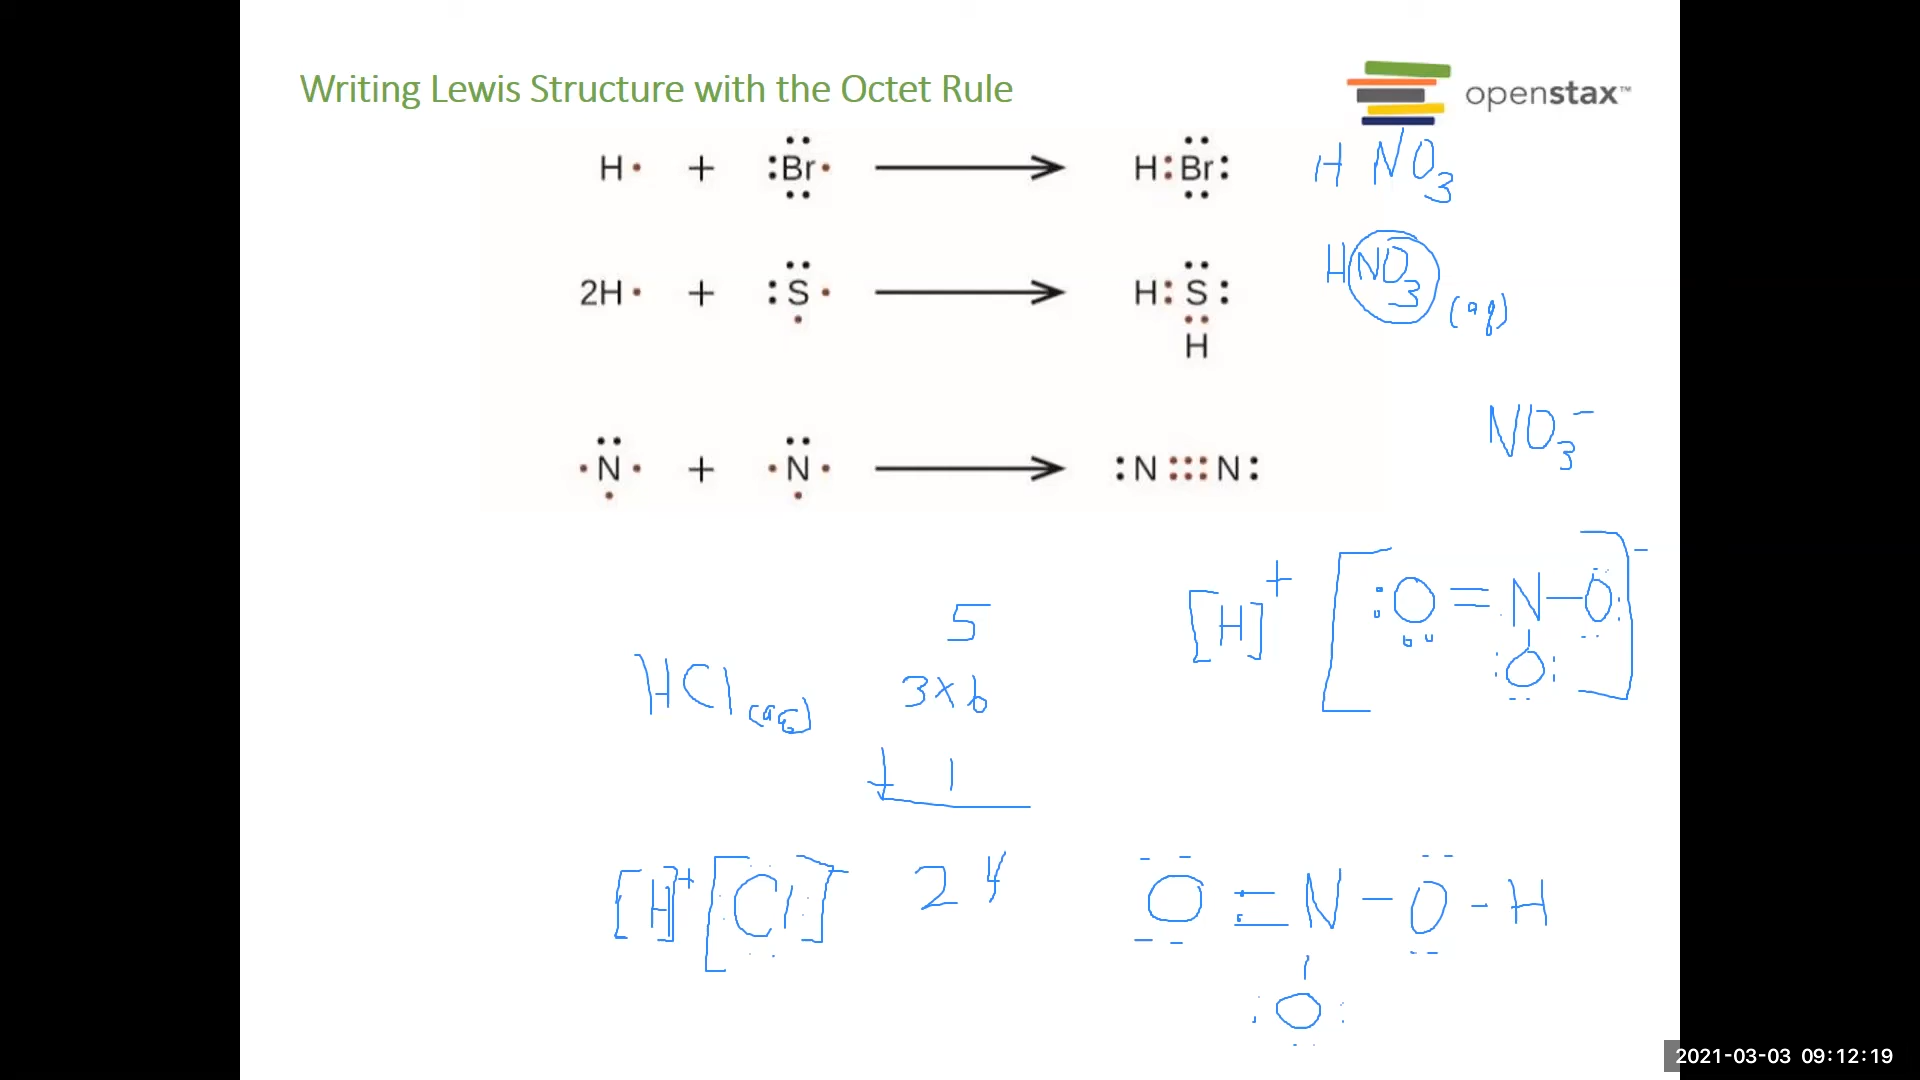 Writing Lewis Structure with the Octet Rule
openstax™
H· + :Br· ⟶ H:Br:
H NO3
2H· + :S· ⟶ H:S:
H
HNO3(aq)
NO3-
·N· + ·N· ⟶ :N⋮⋮⋮N:
[H]+ [:O=N-O:]-
O
5
3×6
+ 1
24
HCl(aq)
[H]+[Cl]-
O=N-O-H
O
2021-03-03 09:12:19